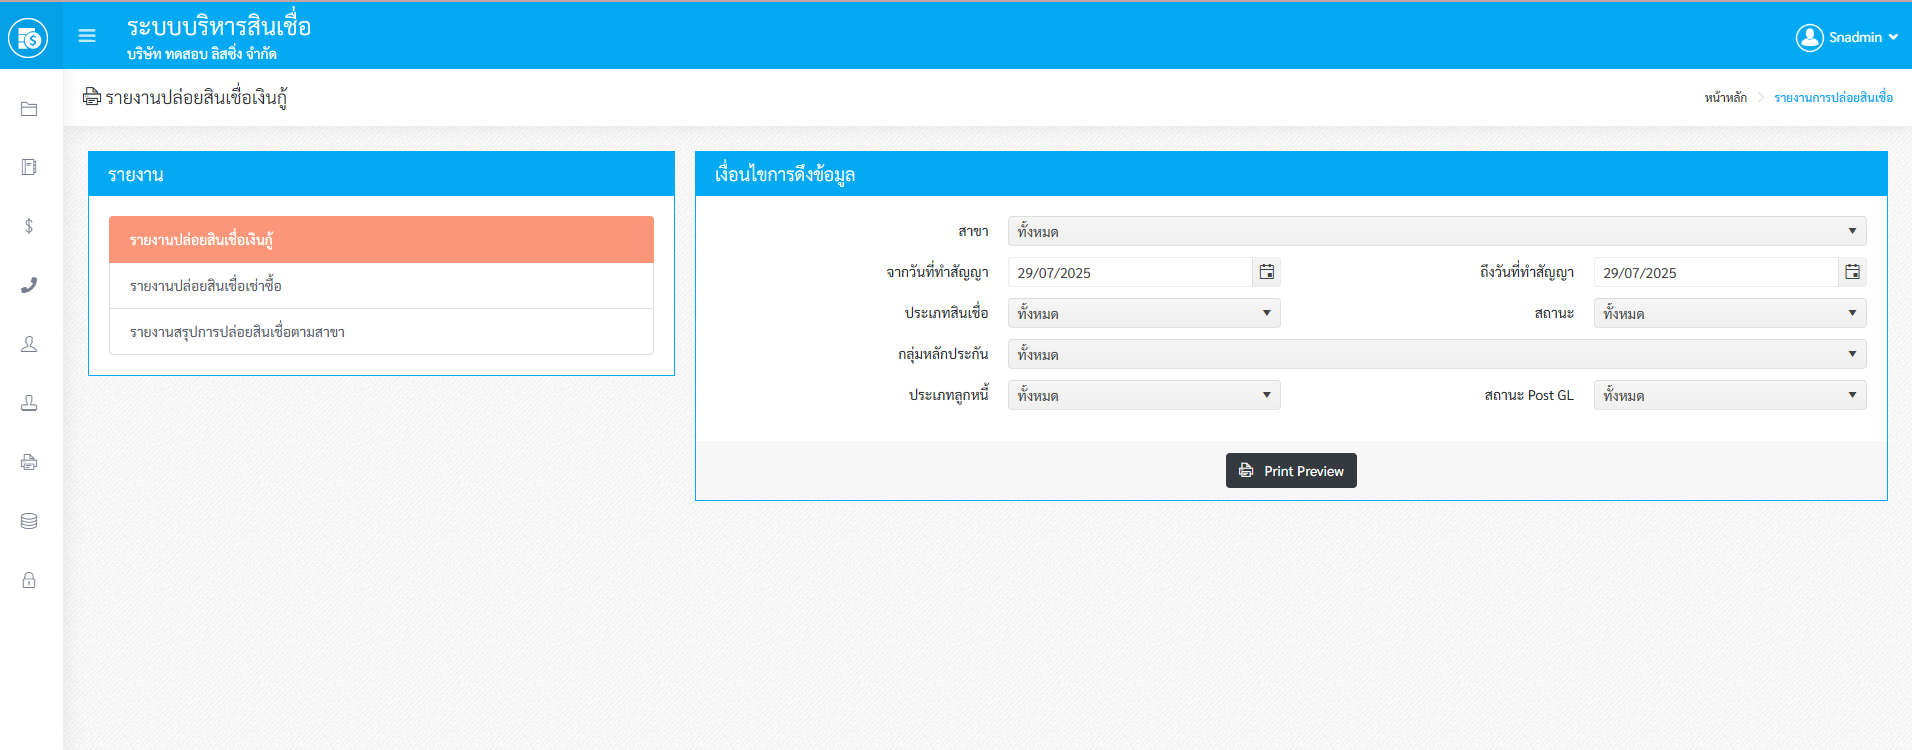 ระบบบริหารสินเชื่อ
บริษัท ทดสอบ ลิสซิ่ง จำกัด
Snadmin
รายงานปล่อยสินเชื่อเงินกู้
หน้าหลัก รายงานการปล่อยสินเชื่อ
รายงาน
รายงานปล่อยสินเชื่อเงินกู้
รายงานปล่อยสินเชื่อเช่าซื้อ
รายงานสรุปการปล่อยสินเชื่อตามสาขา
เงื่อนไขการดึงข้อมูล
สาขา ทั้งหมด
จากวันที่ทำสัญญา 29/07/2025 ถึงวันที่ทำสัญญา 29/07/2025
ประเภทสินเชื่อ ทั้งหมด สถานะ ทั้งหมด
กลุ่มหลักประกัน ทั้งหมด
ประเภทลูกหนี้ ทั้งหมด สถานะ Post GL ทั้งหมด
Print Preview